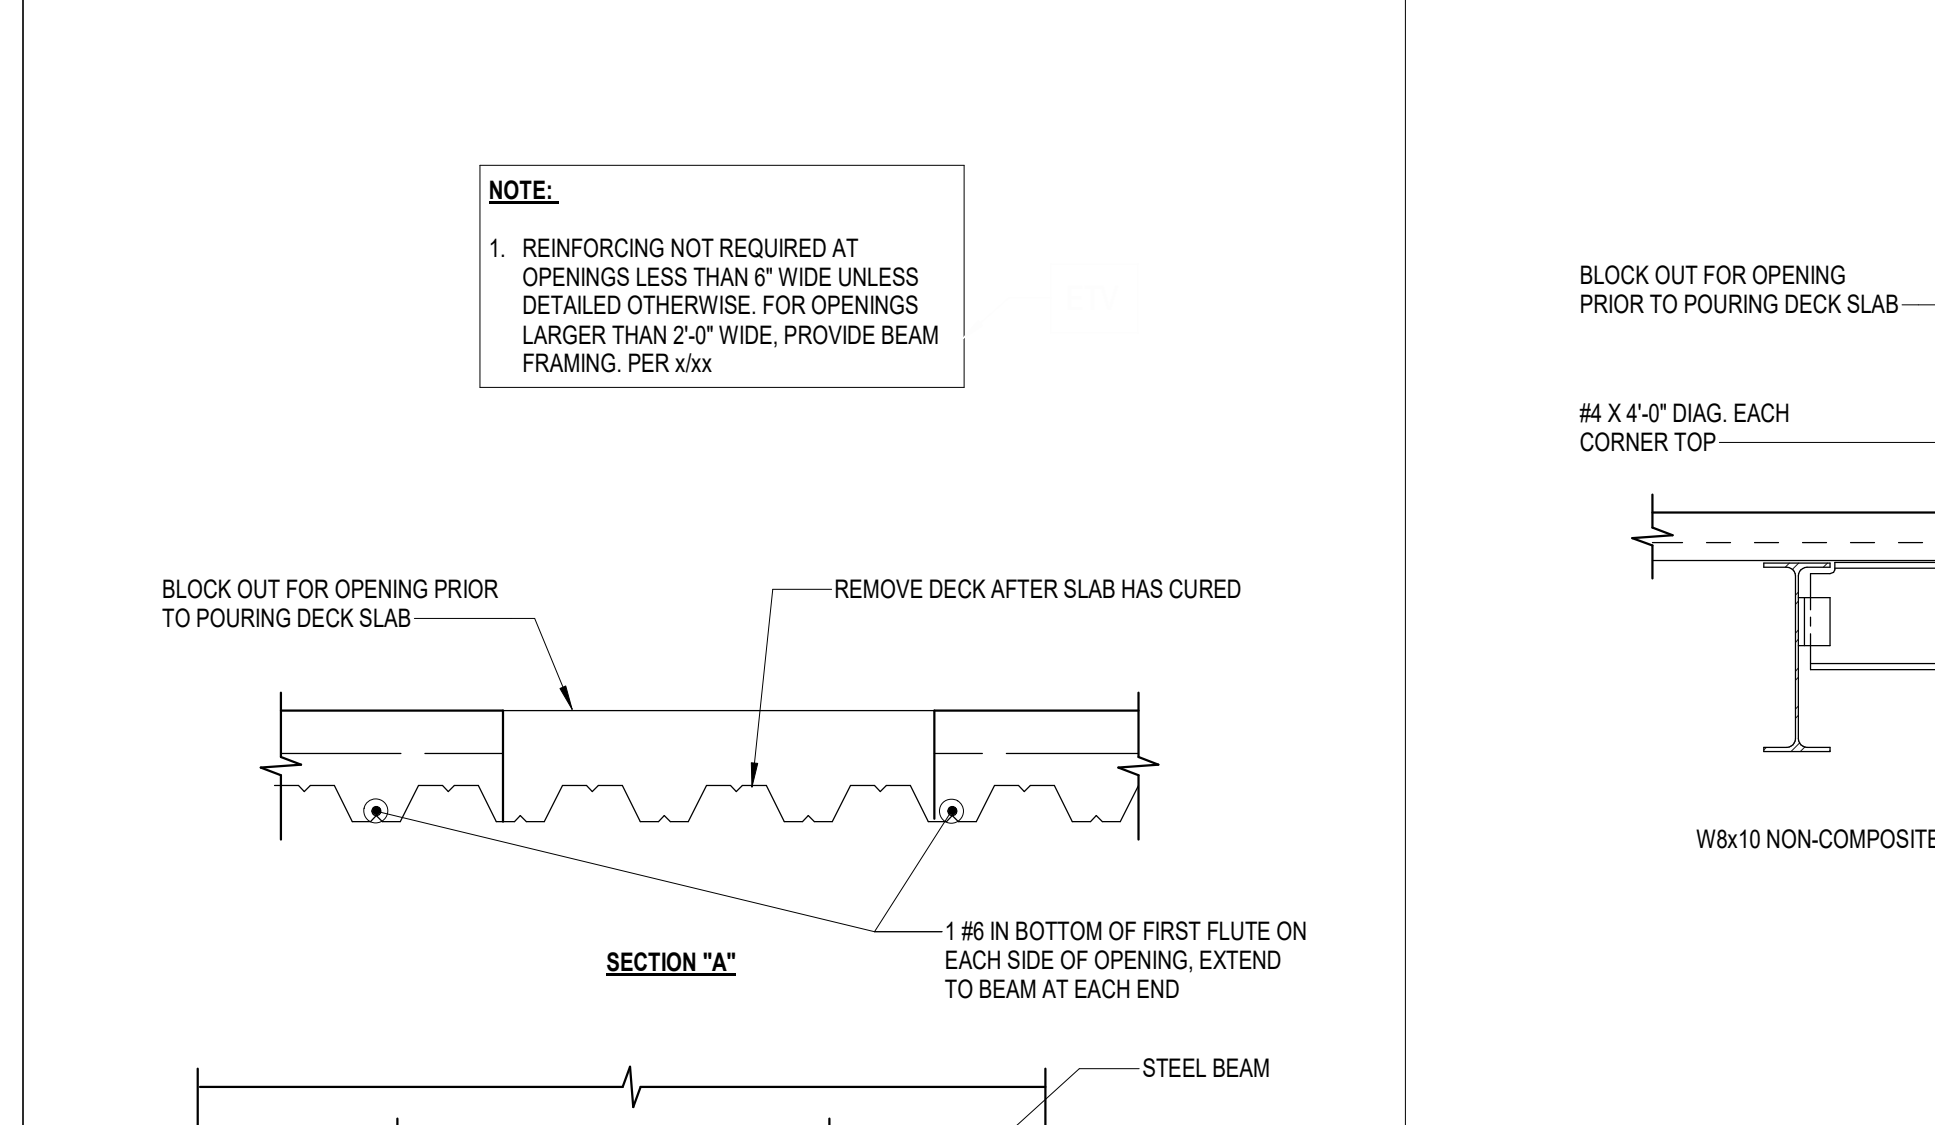 NOTE:
1. REINFORCING NOT REQUIRED AT
OPENINGS LESS THAN 6" WIDE UNLESS
DETAILED OTHERWISE. FOR OPENINGS
LARGER THAN 2'-0" WIDE, PROVIDE BEAM
FRAMING. PER x/xx
BLOCK OUT FOR OPENING PRIOR
TO POURING DECK SLAB
REMOVE DECK AFTER SLAB HAS CURED
1 #6 IN BOTTOM OF FIRST FLUTE ON
EACH SIDE OF OPENING, EXTEND
TO BEAM AT EACH END
SECTION "A"
STEEL BEAM
BLOCK OUT FOR OPENING
PRIOR TO POURING DECK SLAB
#4 X 4'-0" DIAG. EACH
CORNER TOP
W8x10 NON-COMPOSITE